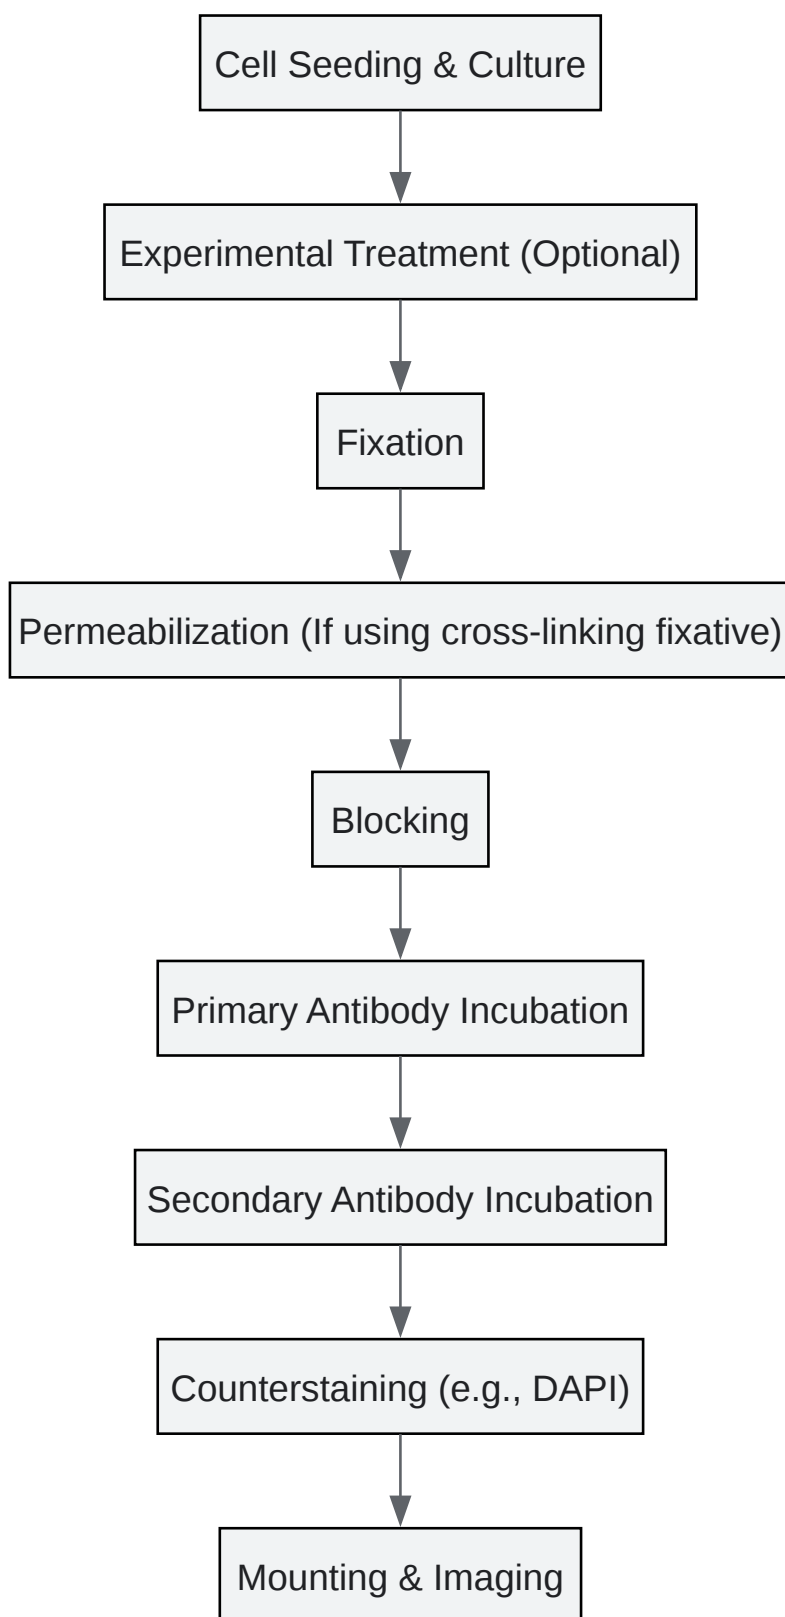 Cell Seeding & Culture
Experimental Treatment (Optional)
Fixation
Permeabilization (If using cross-linking fixative)
Blocking
Primary Antibody Incubation
Secondary Antibody Incubation
Counterstaining (e.g., DAPI)
Mounting & Imaging